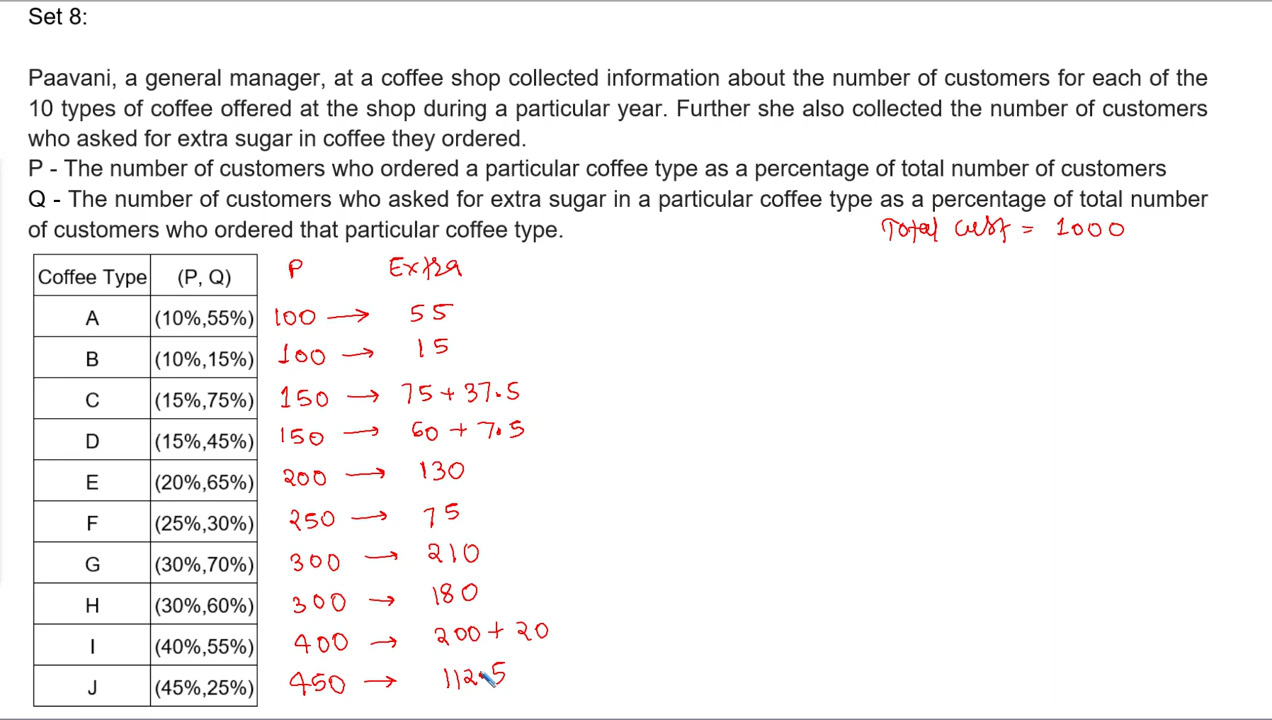 Set 8:
Paavani, a general manager, at a coffee shop collected information about the number of customers for each of the
10 types of coffee offered at the shop during a particular year. Further she also collected the number of customers
who asked for extra sugar in coffee they ordered.
P - The number of customers who ordered a particular coffee type as a percentage of total number of customers
Q - The number of customers who asked for extra sugar in a particular coffee type as a percentage of total number
of customers who ordered that particular coffee type.
Total cust = 1000
Coffee Type (P, Q) P Extra
A (10%,55%) 100 → 55
B (10%,15%) 100 → 15
C (15%,75%) 150 → 75 + 37.5
D (15%,45%) 150 → 60 + 7.5
E (20%,65%) 200 → 130
F (25%,30%) 250 → 75
G (30%,70%) 300 → 210
H (30%,60%) 300 → 180
I (40%,55%) 400 → 200 + 20
J (45%,25%) 450 → 112.5